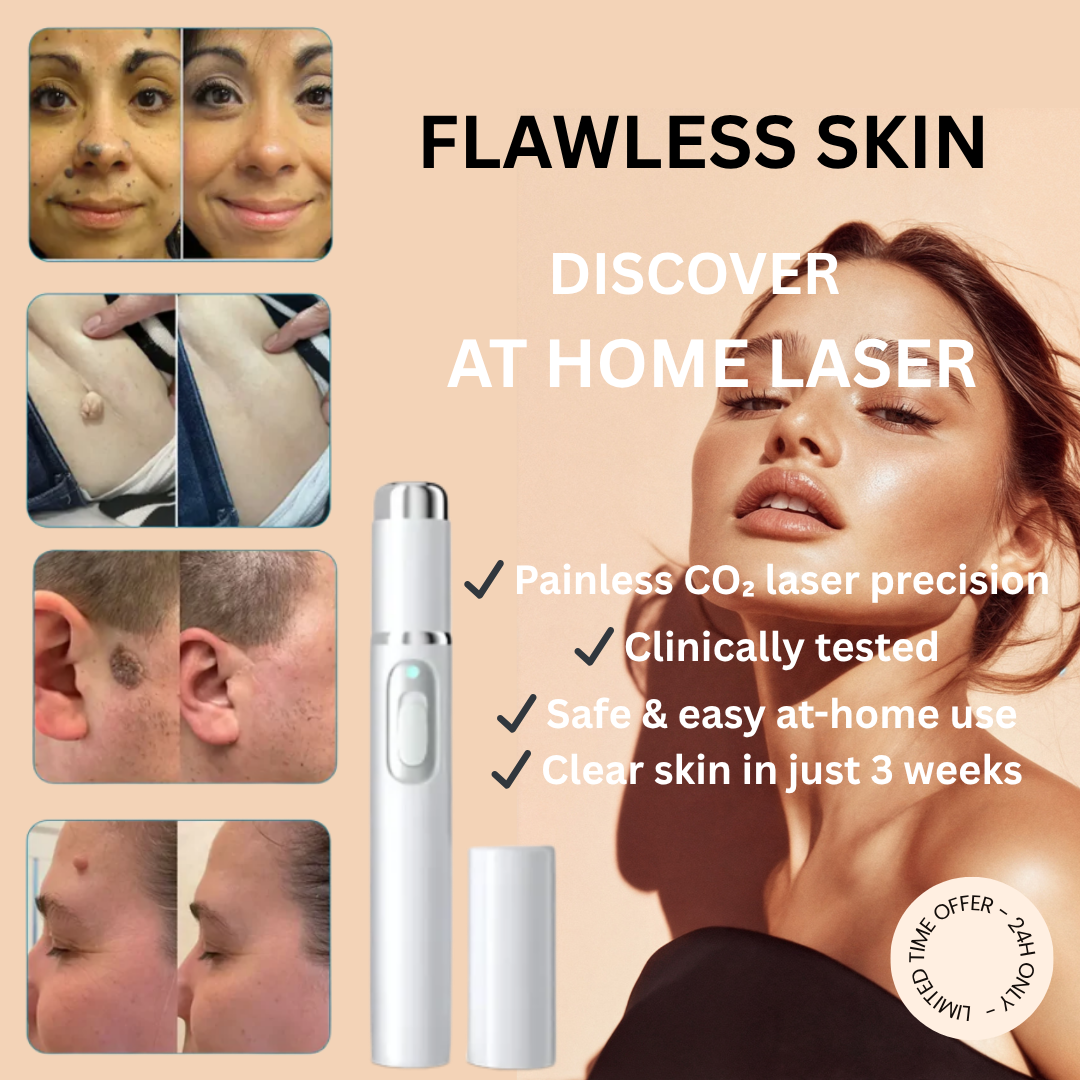 FLAWLESS SKIN
DISCOVER
AT HOME LASER
✓ Painless CO₂ laser precision
✓ Clinically tested
✓ Safe & easy at-home use
✓ Clear skin in just 3 weeks
LIMITED TIME OFFER - 24H ONLY -